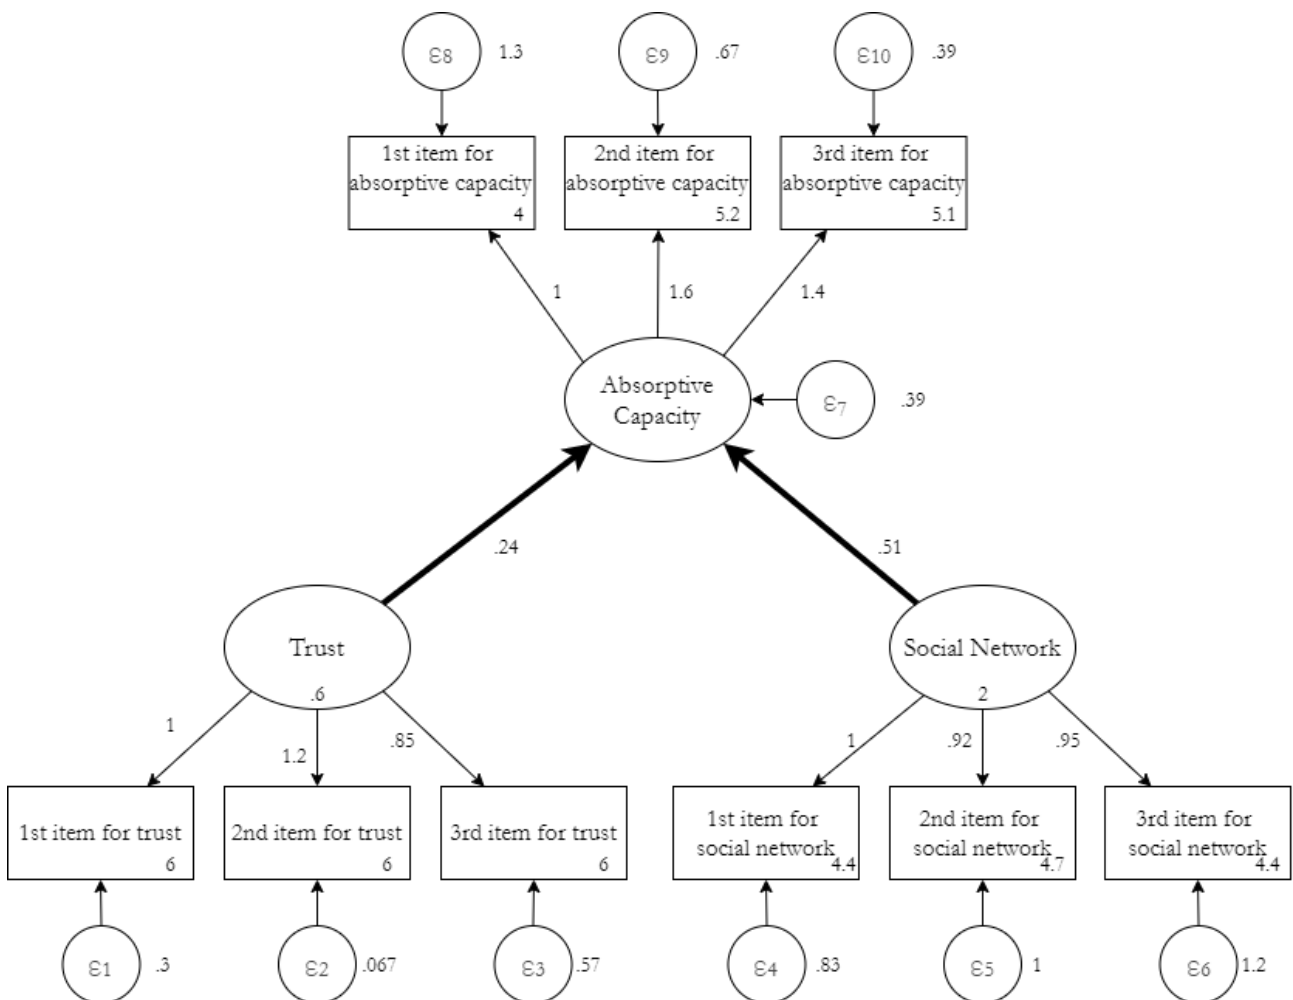 ε8 1.3 ε9 .67 ε10 .39
1st item for
absorptive capacity
4
2nd item for
absorptive capacity
5.2
3rd item for
absorptive capacity
5.1
1 1.6 1.4
Absorptive
Capacity
ε7 .39
.24 .51
Trust
.6
Social Network
2
1 1.2 .85 1 .92 .95
1st item for trust
6
2nd item for trust
6
3rd item for trust
6
1st item for
social network
4.4
2nd item for
social network
4.7
3rd item for
social network
4.4
ε1 .3 ε2 .067 ε3 .57 ε4 .83 ε5 1 ε6 1.2